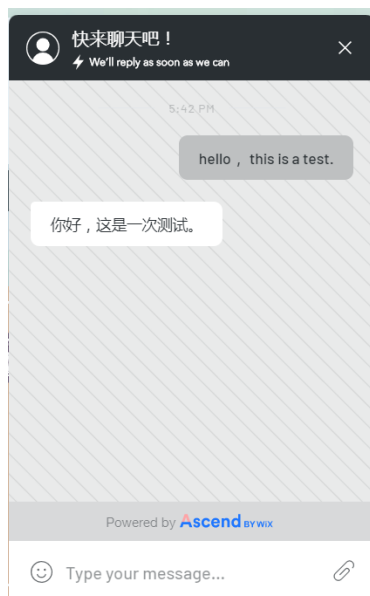 快来聊天吧！
We'll reply as soon as we can
5:42 PM
hello，this is a test.
你好，这是一次测试。
Powered by Ascend BY WiX
Type your message...